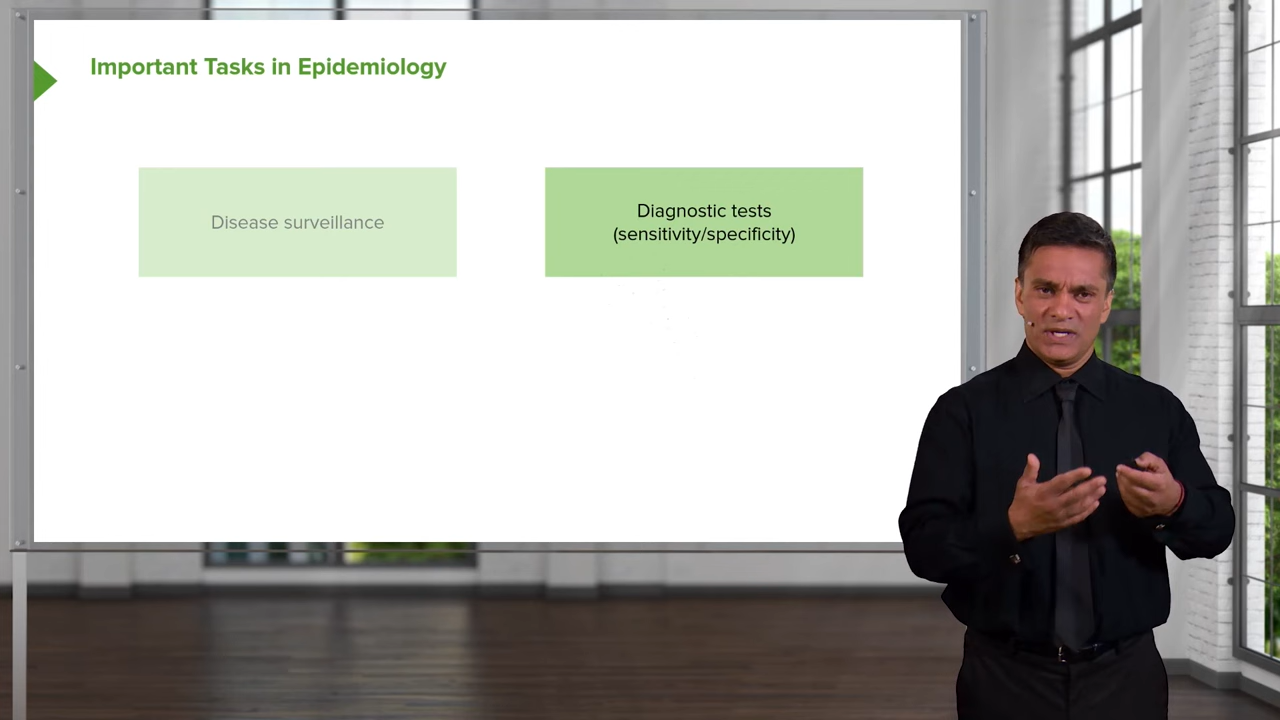 Important Tasks in Epidemiology
Disease surveillance
Diagnostic tests
(sensitivity/specificity)